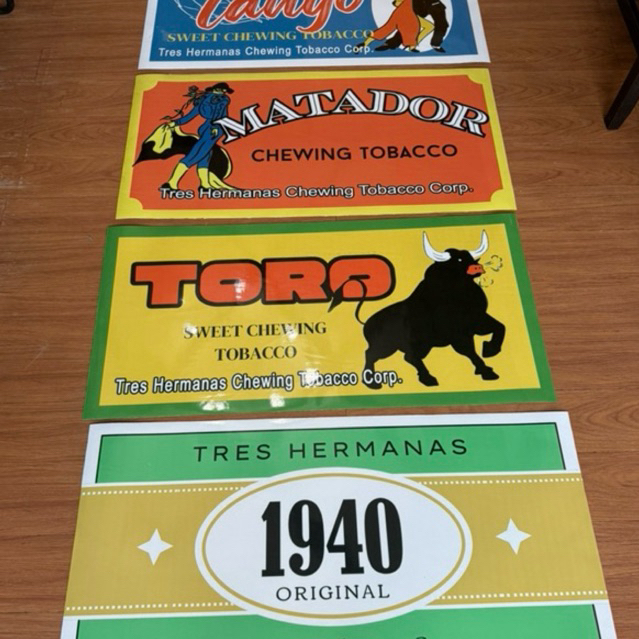 Tango
SWEET CHEWING TOBACCO
Tres Hermanas Chewing Tobacco Corp.
MATADOR
CHEWING TOBACCO
Tres Hermanas Chewing Tobacco Corp.
TORO
SWEET CHEWING
TOBACCO
Tres Hermanas Chewing Tobacco Corp.
TRES HERMANAS
1940
ORIGINAL